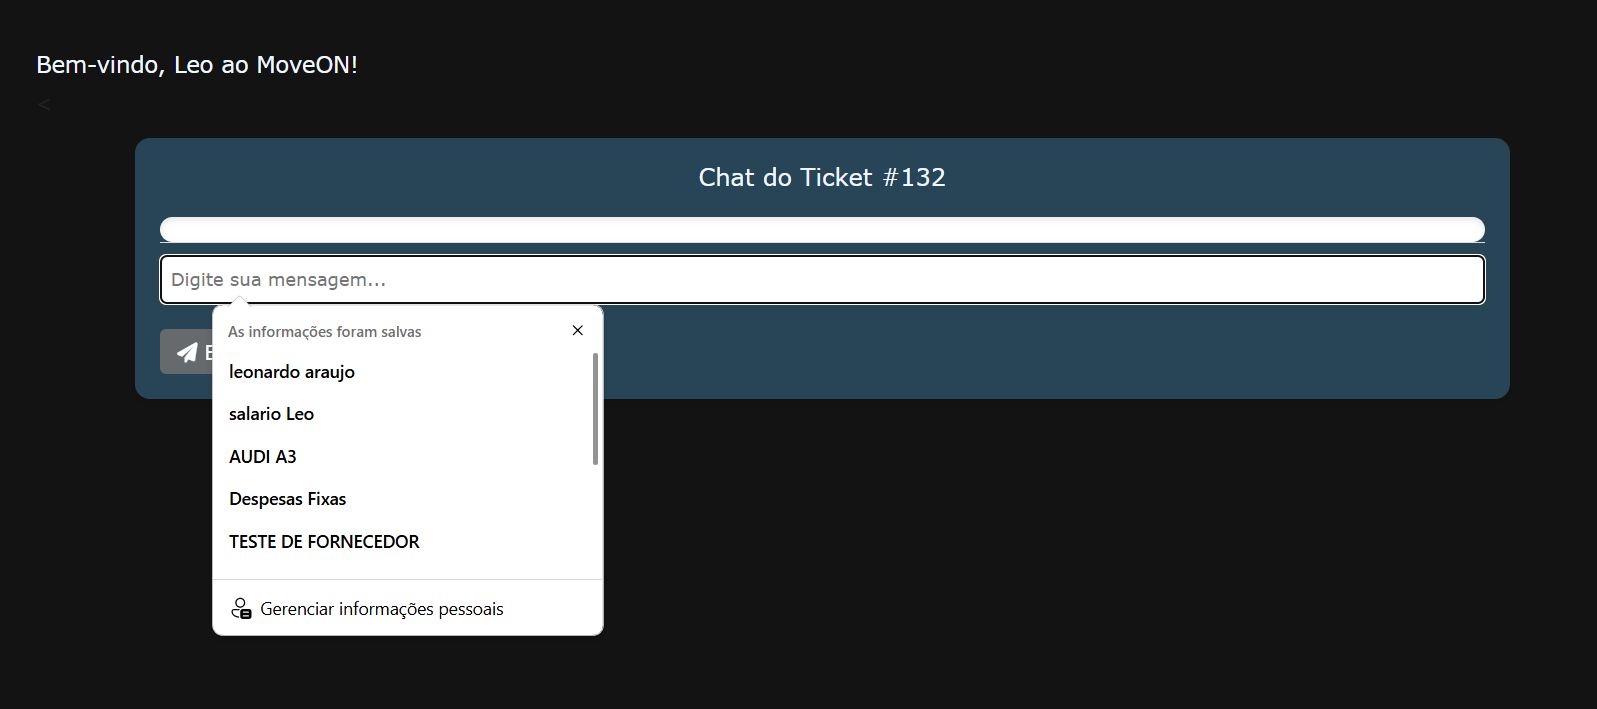 Bem-vindo, Leo ao MoveON!
<
Chat do Ticket #132
Digite sua mensagem...
As informações foram salvas
leonardo araujo
salario Leo
AUDI A3
Despesas Fixas
TESTE DE FORNECEDOR
Gerenciar informações pessoais